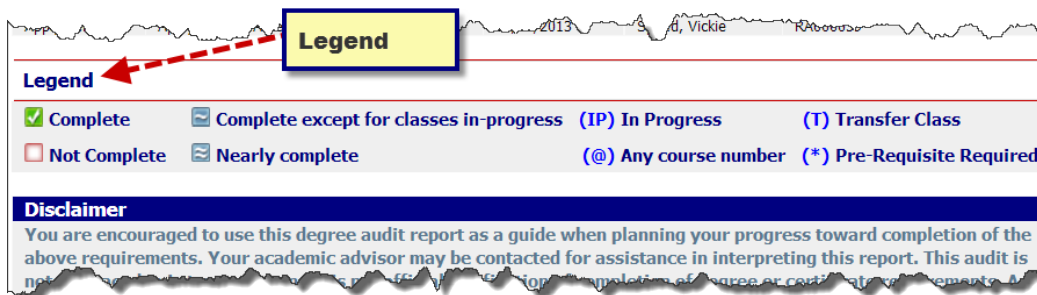 2013 d, Vickie
Legend
Legend
Complete Complete except for classes in-progress (IP) In Progress (T) Transfer Class
Not Complete Nearly complete (@) Any course number (*) Pre-Requisite Required
Disclaimer
You are encouraged to use this degree audit report as a guide when planning your progress toward completion of the
above requirements. Your academic advisor may be contacted for assistance in interpreting this report. This audit is